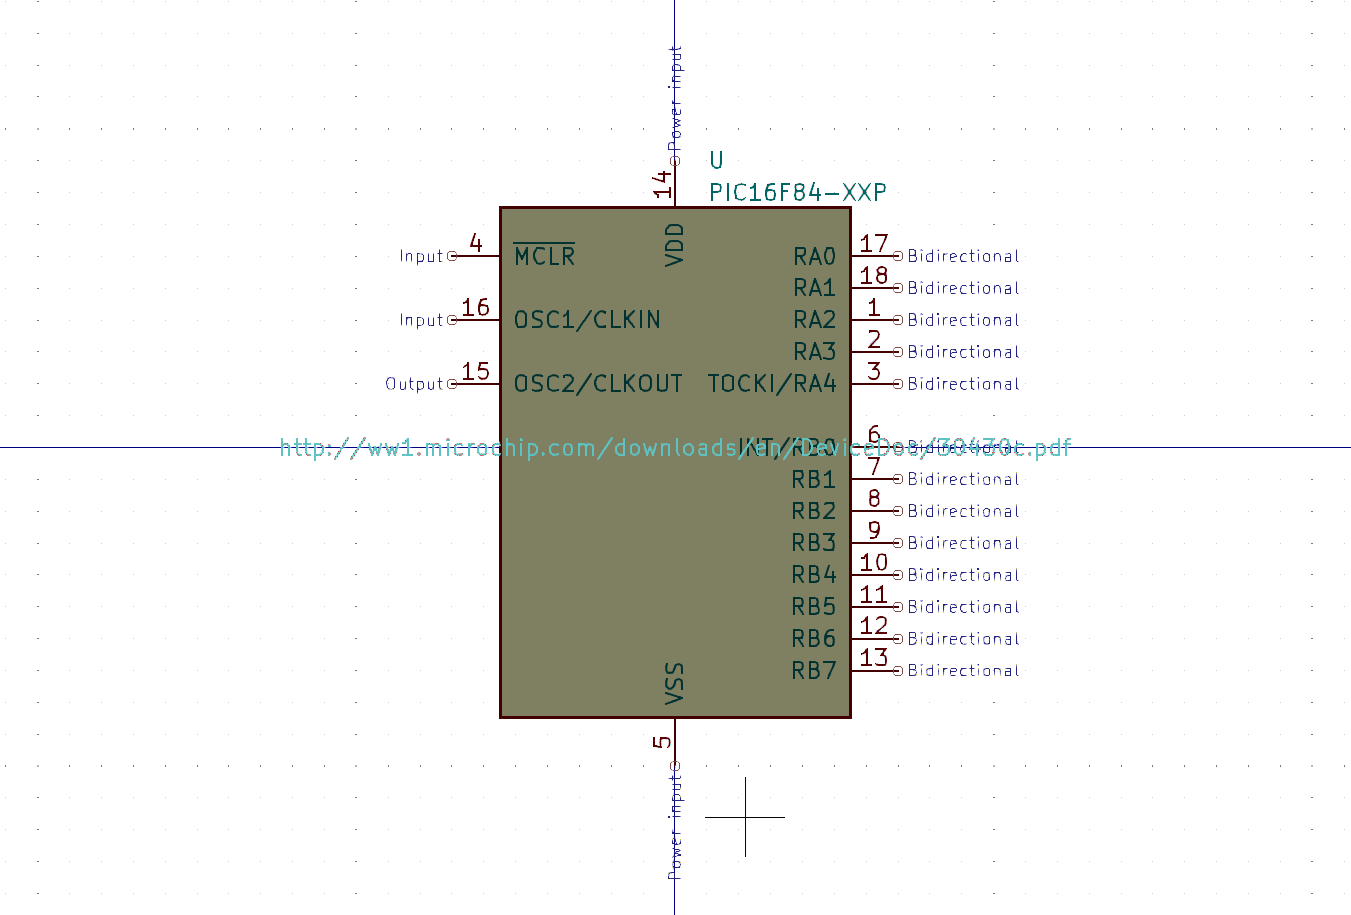 Power input
14
U
PIC16F84-XXP
VDD
Input 4 MCLR
RA0 17 Bidirectional
RA1 18 Bidirectional
Input 16 OSC1/CLKIN
RA2 1 Bidirectional
RA3 2 Bidirectional
Output 15 OSC2/CLKOUT
TOCKI/RA4 3 Bidirectional
http://ww1.microchip.com/downloads/en/DeviceDoc/30430c.pdf
INT/RB0 6 Bidirectional
RB1 7 Bidirectional
RB2 8 Bidirectional
RB3 9 Bidirectional
RB4 10 Bidirectional
RB5 11 Bidirectional
RB6 12 Bidirectional
RB7 13 Bidirectional
VSS
5
Power input